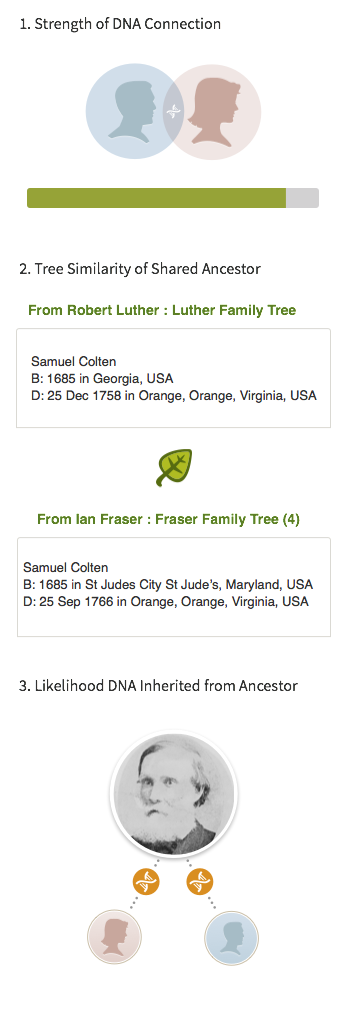 1. Strength of DNA Connection
2. Tree Similarity of Shared Ancestor
From Robert Luther : Luther Family Tree
Samuel Colten
B: 1685 in Georgia, USA
D: 25 Dec 1758 in Orange, Orange, Virginia, USA
From Ian Fraser : Fraser Family Tree (4)
Samuel Colten
B: 1685 in St Judes City St Jude's, Maryland, USA
D: 25 Sep 1766 in Orange, Orange, Virginia, USA
3. Likelihood DNA Inherited from Ancestor